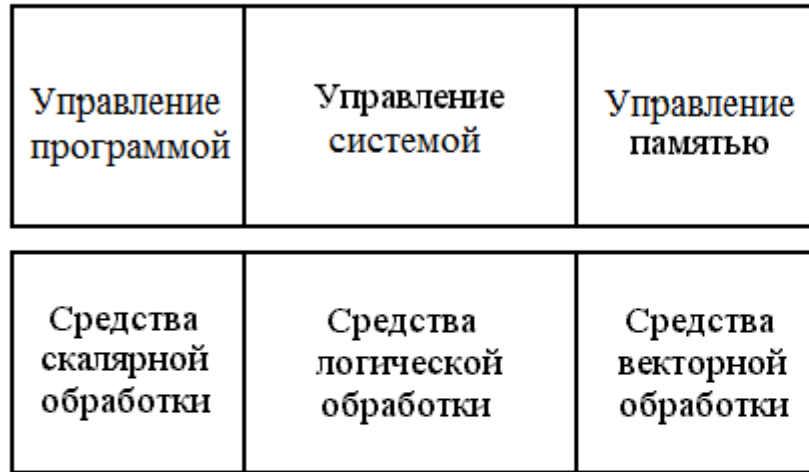 Управление
программой
Управление
системой
Управление
памятью
Средства
скалярной
обработки
Средства
логической
обработки
Средства
векторной
обработки